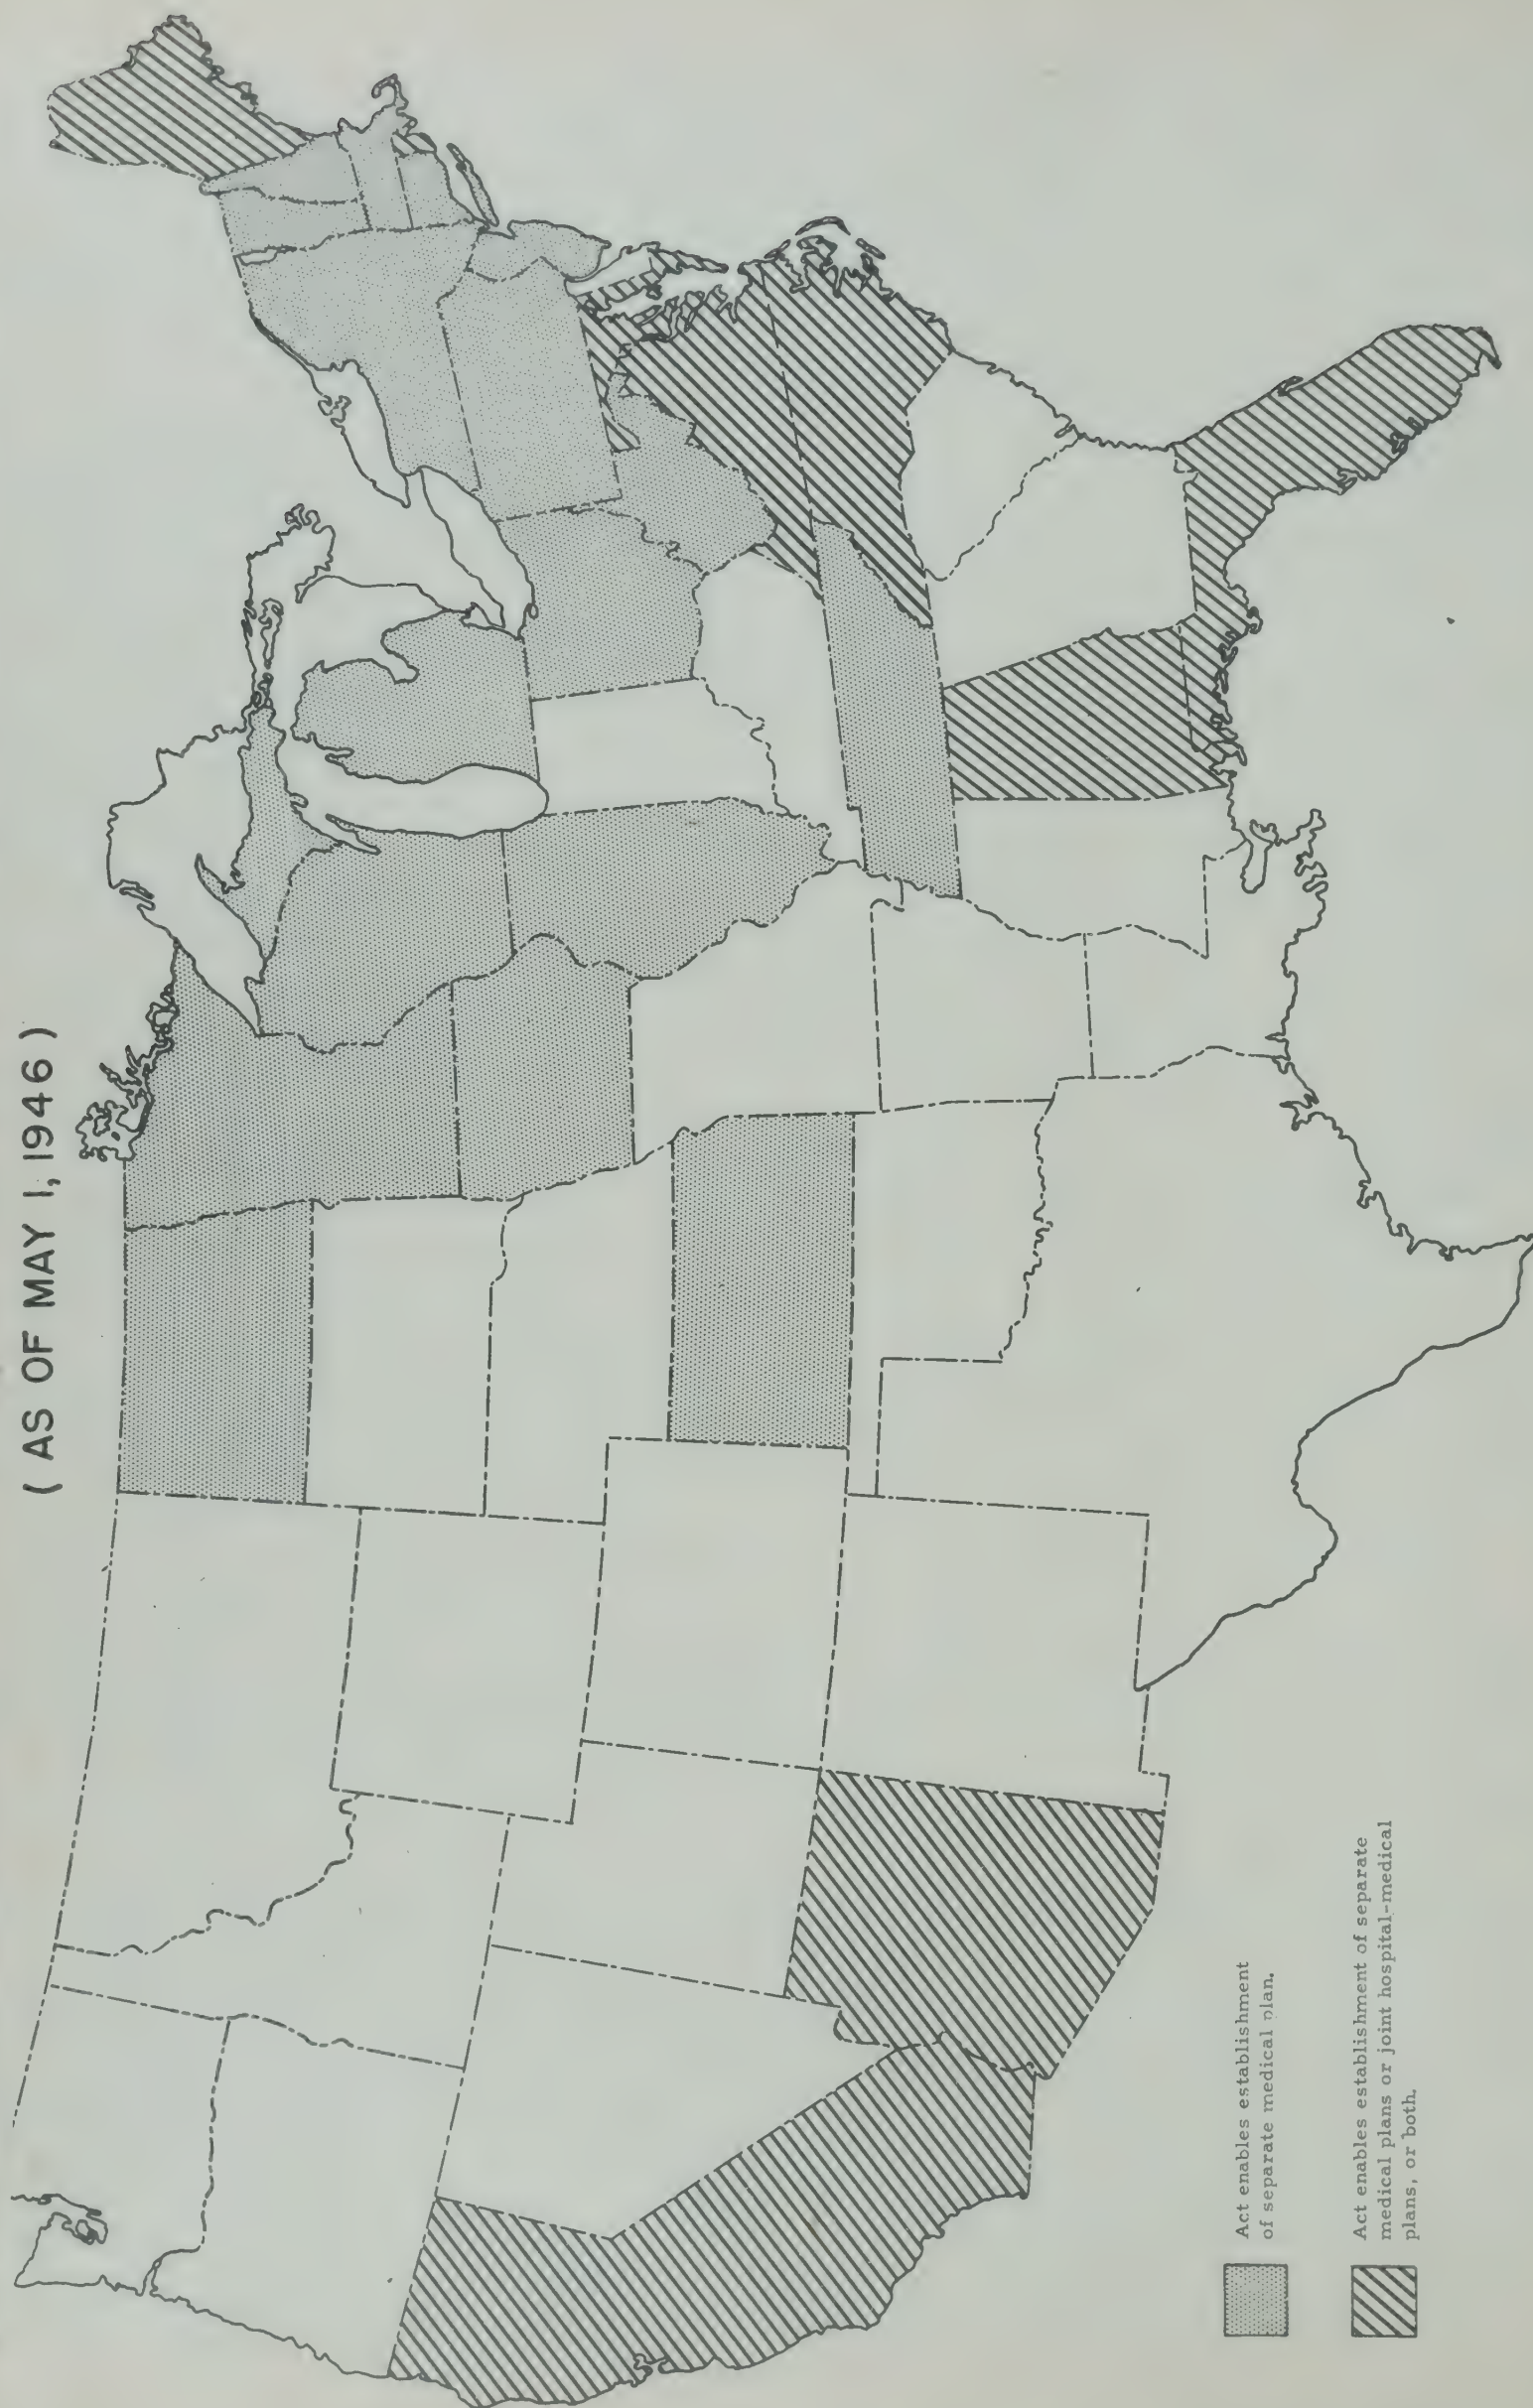 ( AS OF MAY 1, 1946 )
Act enables establishment
of separate medical plan.
Act enables establishment of separate
medical plans or joint hospital-medical
plans, or both.